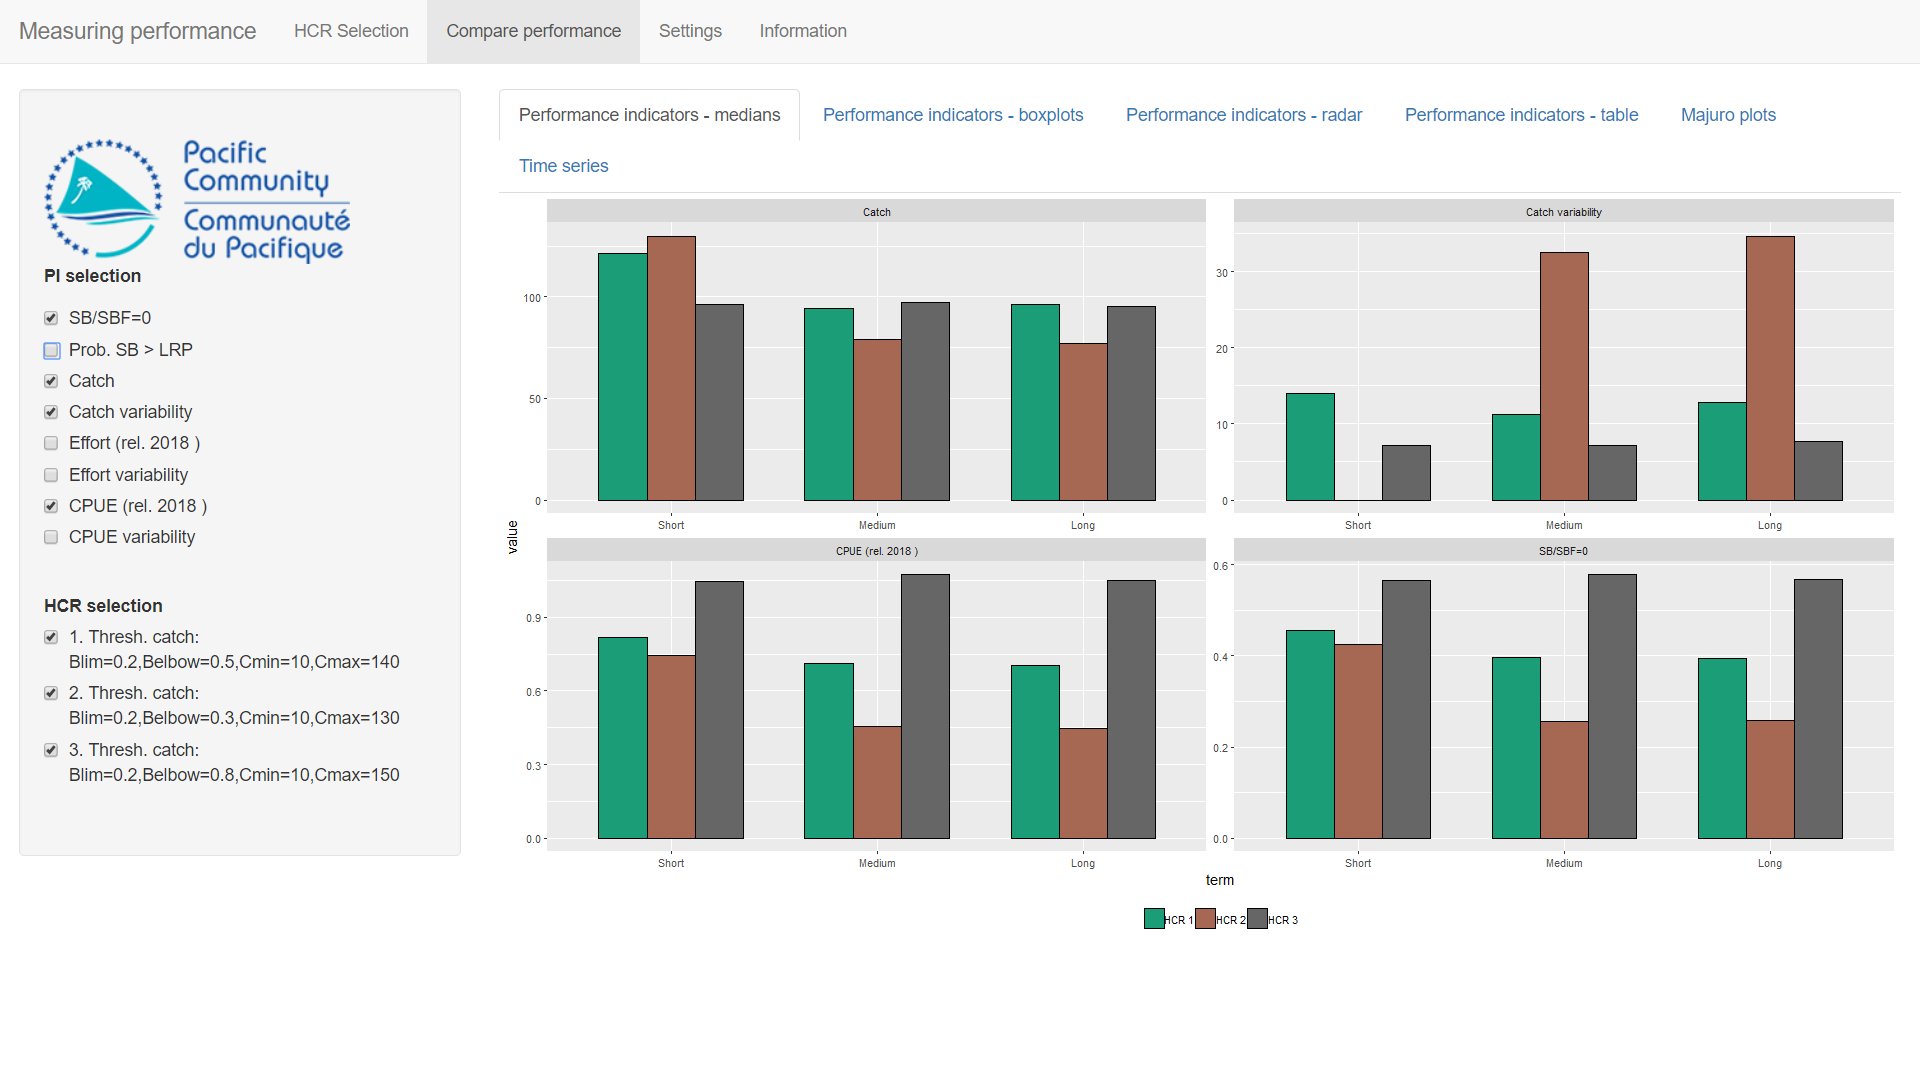 Measuring performance HCR Selection Compare performance Settings Information
Pacific
Community
Communauté
du Pacifique
PI selection
SB/SBF=0
Prob. SB > LRP
Catch
Catch variability
Effort (rel. 2018 )
Effort variability
CPUE (rel. 2018 )
CPUE variability
HCR selection
1. Thresh. catch:
Blim=0.2,Belbow=0.5,Cmin=10,Cmax=140
2. Thresh. catch:
Blim=0.2,Belbow=0.3,Cmin=10,Cmax=130
3. Thresh. catch:
Blim=0.2,Belbow=0.8,Cmin=10,Cmax=150
Performance indicators - medians Performance indicators - boxplots Performance indicators - radar Performance indicators - table Majuro plots
Time series
value
Catch
100
50
0
Short Medium Long
Catch variability
30
20
10
0
Short Medium Long
CPUE (rel. 2018 )
0.9
0.6
0.3
0.0
Short Medium Long
SB/SBF=0
0.6
0.4
0.2
0.0
Short Medium Long
term
HCR 1 HCR 2 HCR 3